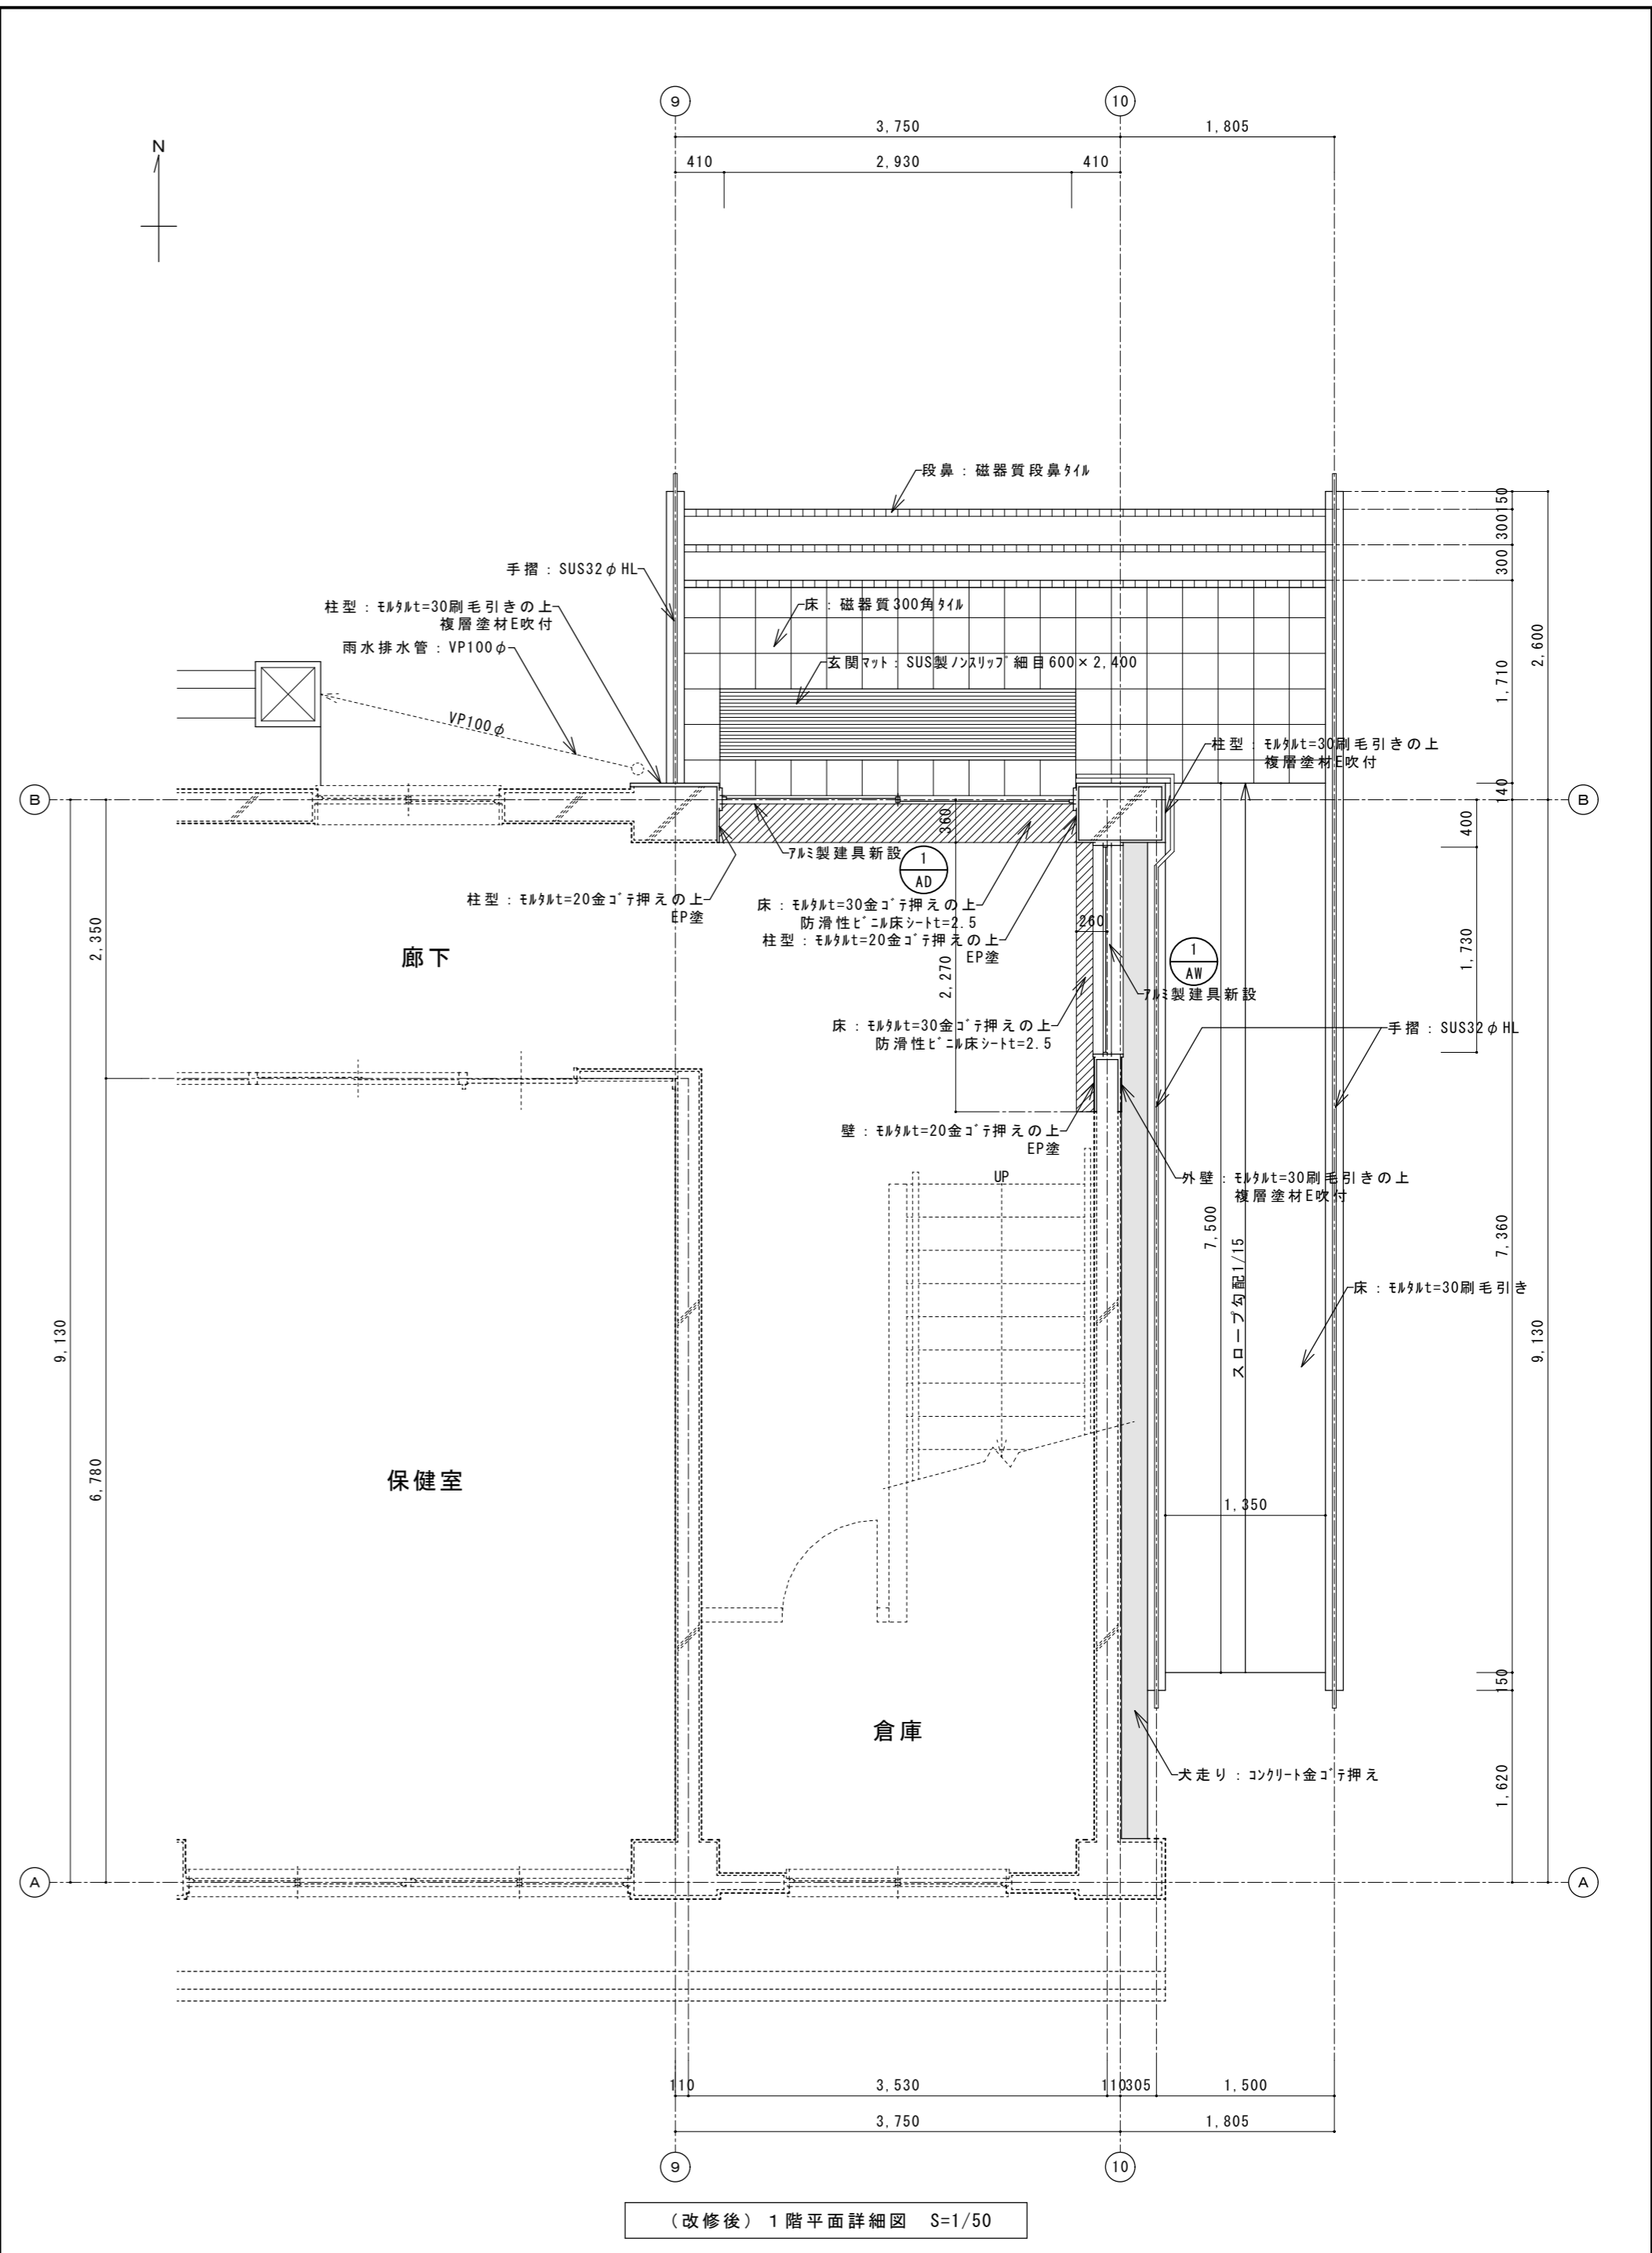 9
10
3,750
1,805
N
410
2,930
410
段鼻：磁器質段鼻ﾀｲﾙ
150
300
300
手摺：SUS32φHL
柱型：ﾓﾙﾀﾙt=30刷毛引きの上
複層塗材E吹付
床：磁器質300角ﾀｲﾙ
雨水排水管：VP100φ
2,600
玄関ﾏｯﾄ：SUS製ﾉﾝｽﾘｯﾌﾟ細目600×2,400
1,710
VP100φ
柱型：ﾓﾙﾀﾙt=30刷毛引きの上
複層塗材E吹付
140
B
B
360
400
ｱﾙﾐ製建具新設
1
AD
柱型：ﾓﾙﾀﾙt=20金ｺﾞﾃ押えの上
EP塗
床：ﾓﾙﾀﾙt=30金ｺﾞﾃ押えの上
防滑性ﾋﾞﾆﾙ床ｼｰﾄt=2.5
柱型：ﾓﾙﾀﾙt=20金ｺﾞﾃ押えの上
EP塗
260
2,350
廊下
1,730
1
AW
2,270
ｱﾙﾐ製建具新設
床：ﾓﾙﾀﾙt=30金ｺﾞﾃ押えの上
防滑性ﾋﾞﾆﾙ床ｼｰﾄt=2.5
手摺：SUS32φHL
壁：ﾓﾙﾀﾙt=20金ｺﾞﾃ押えの上
EP塗
UP
外壁：ﾓﾙﾀﾙt=30刷毛引きの上
複層塗材E吹付
7,500
スロープ勾配1/15
7,360
床：ﾓﾙﾀﾙt=30刷毛引き
9,130
9,130
6,780
保健室
1,350
150
倉庫
犬走り：ｺﾝｸﾘｰﾄ金ｺﾞﾃ押え
1,620
A
A
110
3,530
110
305
1,500
3,750
1,805
9
10
（改修後）１階平面詳細図　S=1/50